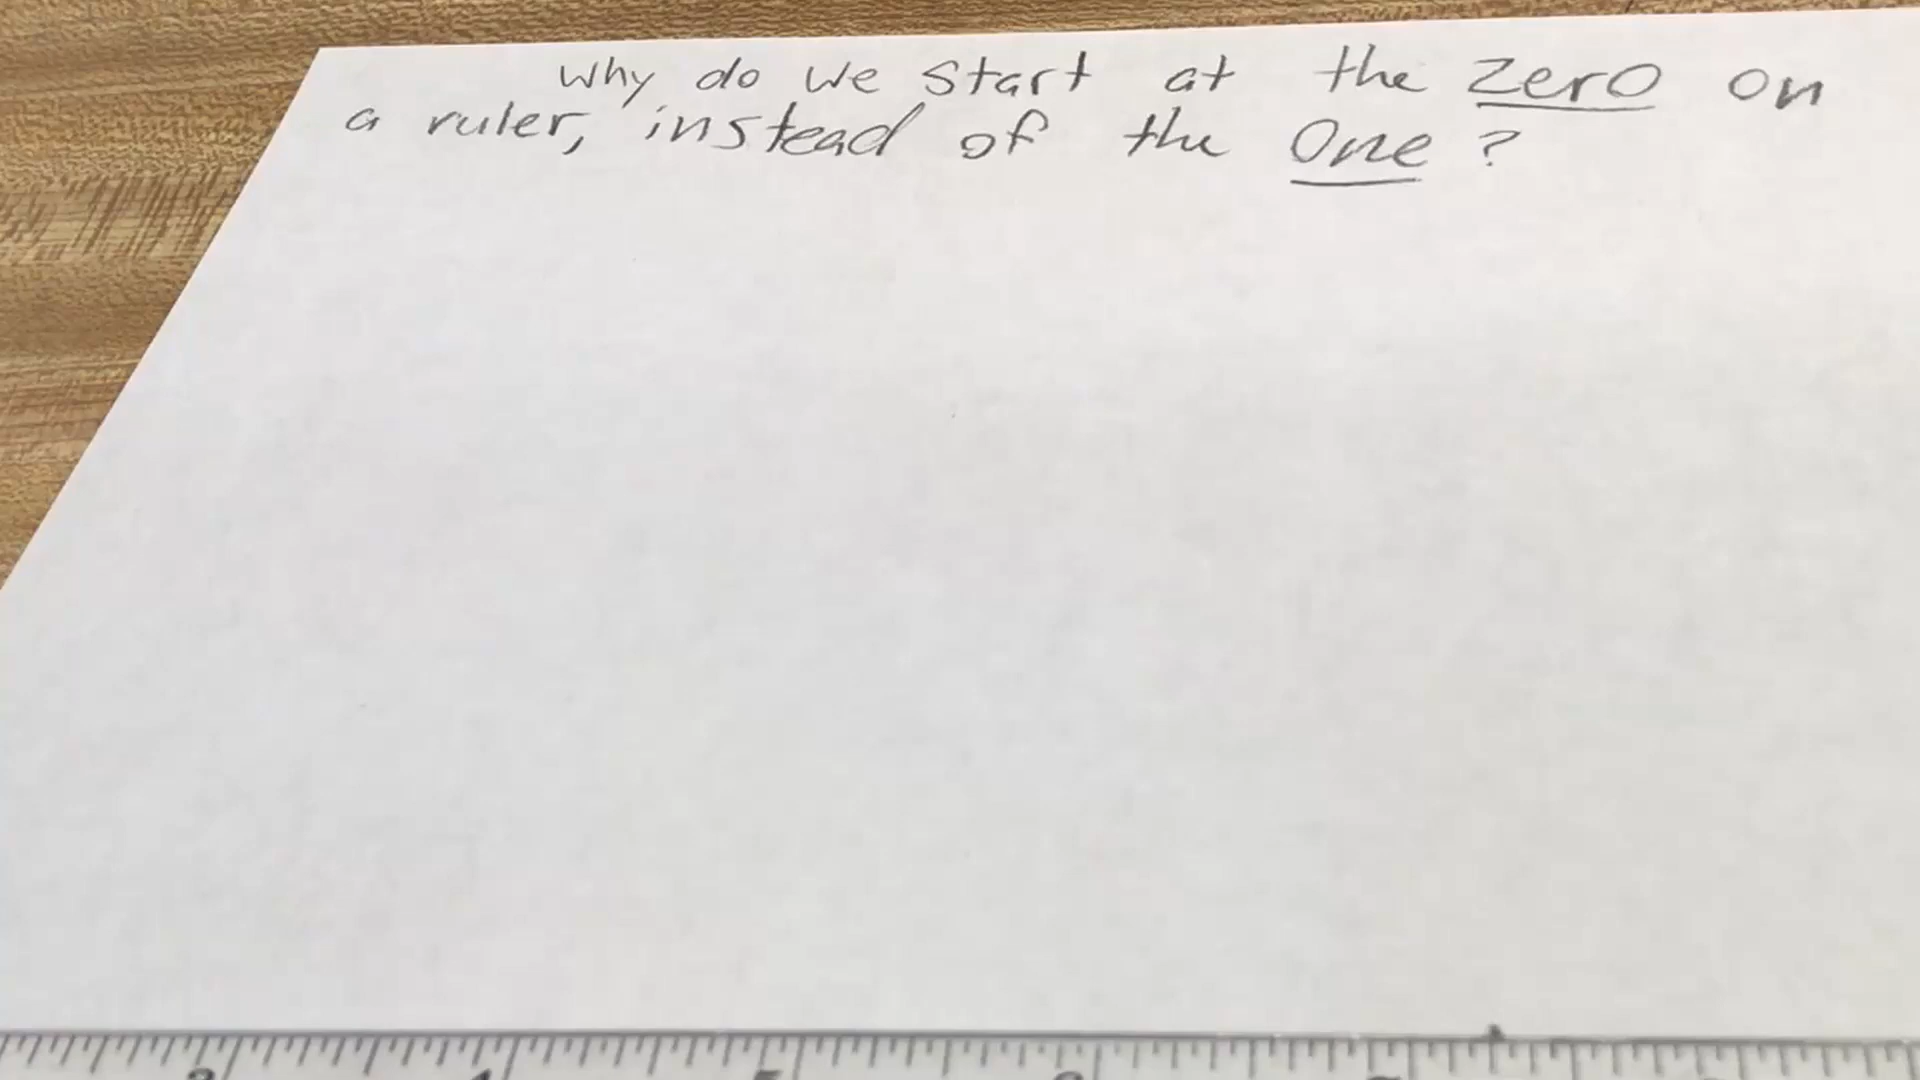 Why do we start at the zero on
a ruler, instead of the One?